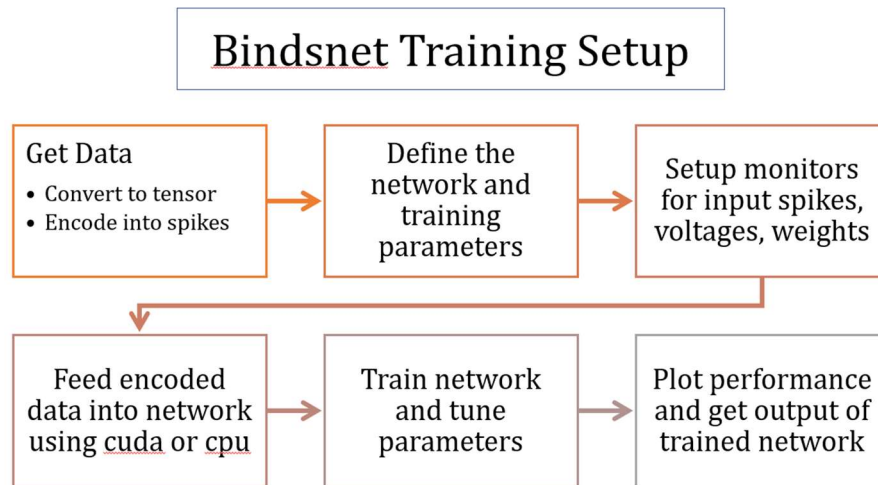 Bindsnet Training Setup
Get Data
• Convert to tensor
• Encode into spikes
Define the
network and
training
parameters
Setup monitors
for input spikes,
voltages, weights
Feed encoded
data into network
using cuda or cpu
Train network
and tune
parameters
Plot performance
and get output of
trained network